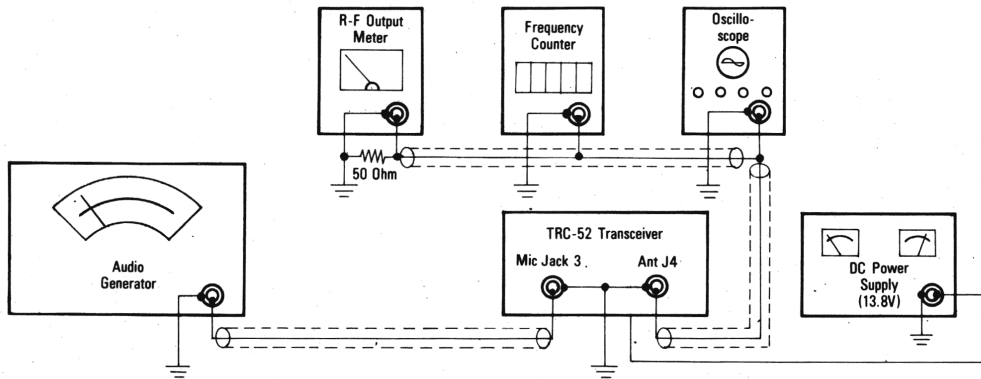 R-F Output
Meter
Frequency
Counter
Oscillo-
scope
50 Ohm
Audio
Generator
TRC-52 Transceiver
Mic Jack 3
Ant J4
DC Power
Supply
(13.8V)